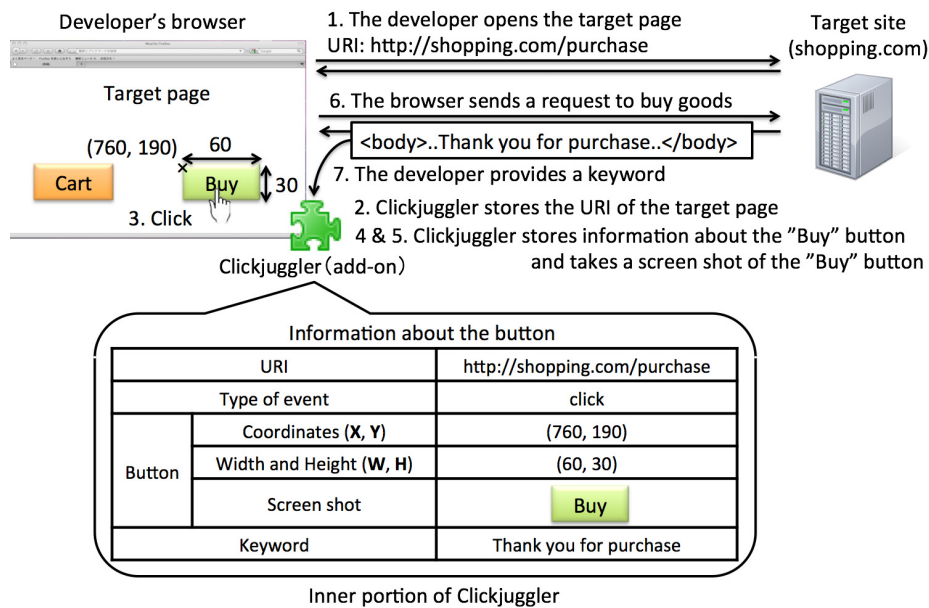 Developer's browser
1. The developer opens the target page
URI: http://shopping.com/purchase
Target site
(shopping.com)
Target page
6. The browser sends a request to buy goods
<body>..Thank you for purchase..</body>
(760, 190)
60
Cart
Buy
30
3. Click
7. The developer provides a keyword
2. Clickjuggler stores the URI of the target page
4 & 5. Clickjuggler stores information about the ”Buy” button
and takes a screen shot of the ”Buy” button
Clickjuggler(add-on)
Information about the button
URI http://shopping.com/purchase
Type of event click
Button
Coordinates (X, Y) (760, 190)
Width and Height (W, H) (60, 30)
Screen shot Buy
Keyword Thank you for purchase
Inner portion of Clickjuggler